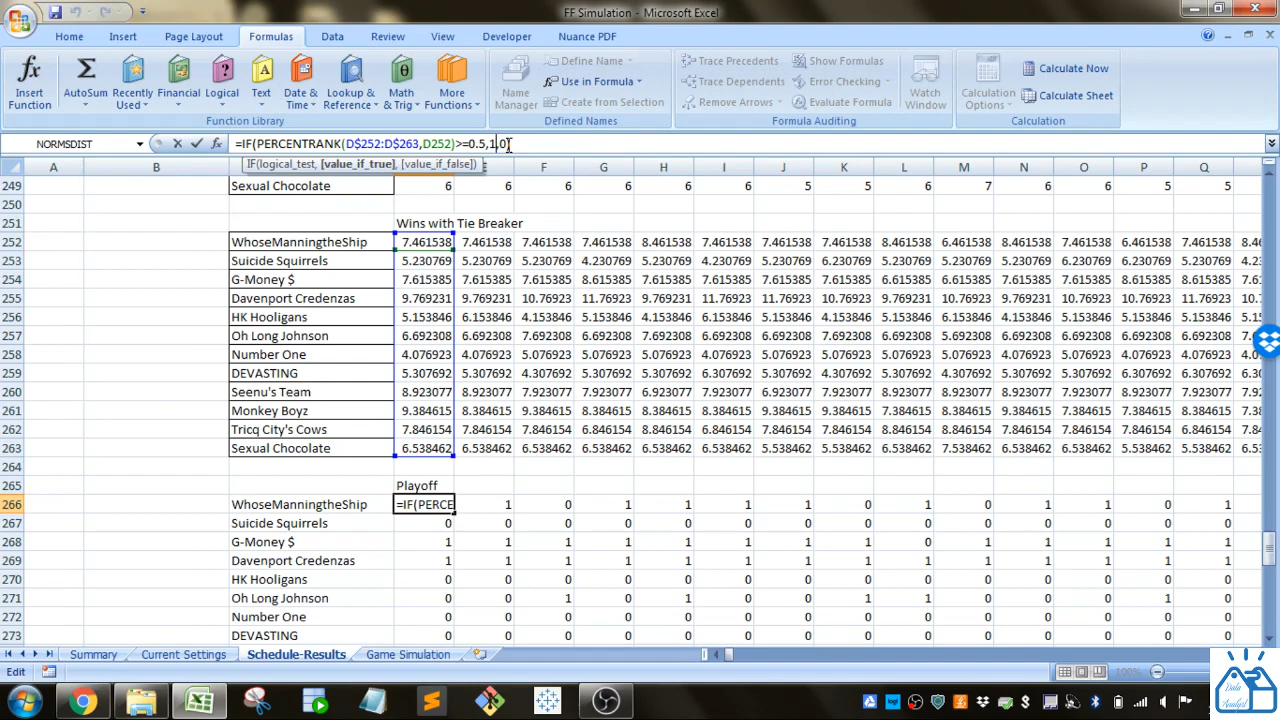 FF Simulation - Microsoft Excel
Home Insert Page Layout Formulas Data Review View Developer Nuance PDF
Insert Function
AutoSum
Recently Used
Financial
Logical
Text
Date & Time
Lookup & Reference
Math & Trig
More Functions
Function Library
Name Manager
Define Name
Use in Formula
Create from Selection
Defined Names
Trace Precedents
Trace Dependents
Remove Arrows
Show Formulas
Error Checking
Evaluate Formula
Formula Auditing
Calculation Options
Calculate Now
Calculate Sheet
Calculation
NORMSDIST =IF(PERCENTRANK(D$252:D$263,D252)>=0.5,1,0)
IF(logical_test, [value_if_true], [value_if_false])
A B C E F G H I J K L M N O P Q
249 Sexual Chocolate 6 6 6 6 6 5 5 6 7 6 6 5 5
250
251 Wins with Tie Breaker
252 WhoseManningtheShip 7.461538 7.461538 7.461538 7.461538 8.461538 7.461538 7.461538 7.461538 8.461538 6.461538 7.461538 7.461538 6.461538 7.461538 8.46
253 Suicide Squirrels 5.230769 5.230769 5.230769 4.230769 5.230769 4.230769 5.230769 6.230769 5.230769 5.230769 6.230769 6.230769 5.230769 5.230769 4.23
254 G-Money $ 7.615385 7.615385 7.615385 7.615385 7.615385 7.615385 7.615385 7.615385 6.615385 7.615385 7.615385 7.615385 8.615385 8.615385 7.61
255 Davenport Credenzas 9.769231 9.769231 10.76923 11.76923 9.769231 11.76923 11.76923 10.76923 10.76923 10.76923 9.769231 10.76923 10.76923 11.76923 10.7
256 HK Hooligans 5.153846 6.153846 4.153846 5.153846 4.153846 6.153846 5.153846 4.153846 5.153846 4.153846 6.153846 4.153846 5.153846 4.153846 5.15
257 Oh Long Johnson 6.692308 6.692308 7.692308 6.692308 7.692308 6.692308 6.692308 7.692308 7.692308 6.692308 6.692308 6.692308 7.692308 6.692308
258 Number One 4.076923 4.076923 5.076923 5.076923 5.076923 4.076923 5.076923 5.076923 4.076923 5.076923 4.076923 5.076923 5.076923 5.076923
259 DEVASTING 5.307692 5.307692 4.307692 5.307692 5.307692 6.307692 5.307692 4.307692 5.307692 6.307692 5.307692 5.307692 5.307692 5.307692
260 Seenu's Team 8.923077 8.923077 7.923077 7.923077 7.923077 7.923077 7.923077 8.923077 7.923077 7.923077 8.923077 7.923077 7.923077 7.923077
261 Monkey Boyz 9.384615 8.384615 9.384615 8.384615 8.384615 8.384615 9.384615 8.384615 8.384615 9.384615 8.384615 8.384615 9.384615 8.384615
262 Tricq City's Cows 7.846154 7.846154 7.846154 6.846154 8.846154 6.846154 7.846154 7.846154 8.846154 8.846154 7.846154 7.846154 7.846154 7.846154
263 Sexual Chocolate 6.538462 6.538462 6.538462 6.538462 6.538462 6.538462 5.538462 5.538462 6.538462 7.538462 6.538462 6.538462 5.538462 5.538462 6.53
264
265 Playoff
266 WhoseManningtheShip =IF(PERCE 1 0 1 1 1 1 0 1 0 1 1 0 1
267 Suicide Squirrels 0 0 0 0 0 0 0 0 0 0 0 0 0 0
268 G-Money $ 1 1 1 1 1 1 1 1 0 1 1 1 1 1
269 Davenport Credenzas 1 1 1 1 1 1 1 1 1 1 1 1 1 1
270 HK Hooligans 0 0 0 0 0 0 0 0 0 0 0 0 0 0
271 Oh Long Johnson 0 0 1 0 1 0 0 1 1 0 0 0 1 0
272 Number One 0 0 0 0 0 0 0 0 0 0 0 0 0 0
273 DEVASTING 0 0 0 0 0 0 0 0 0 0 0 0 0 0
Summary Current Settings Schedule-Results Game Simulation
Edit 100%
Data Analyst